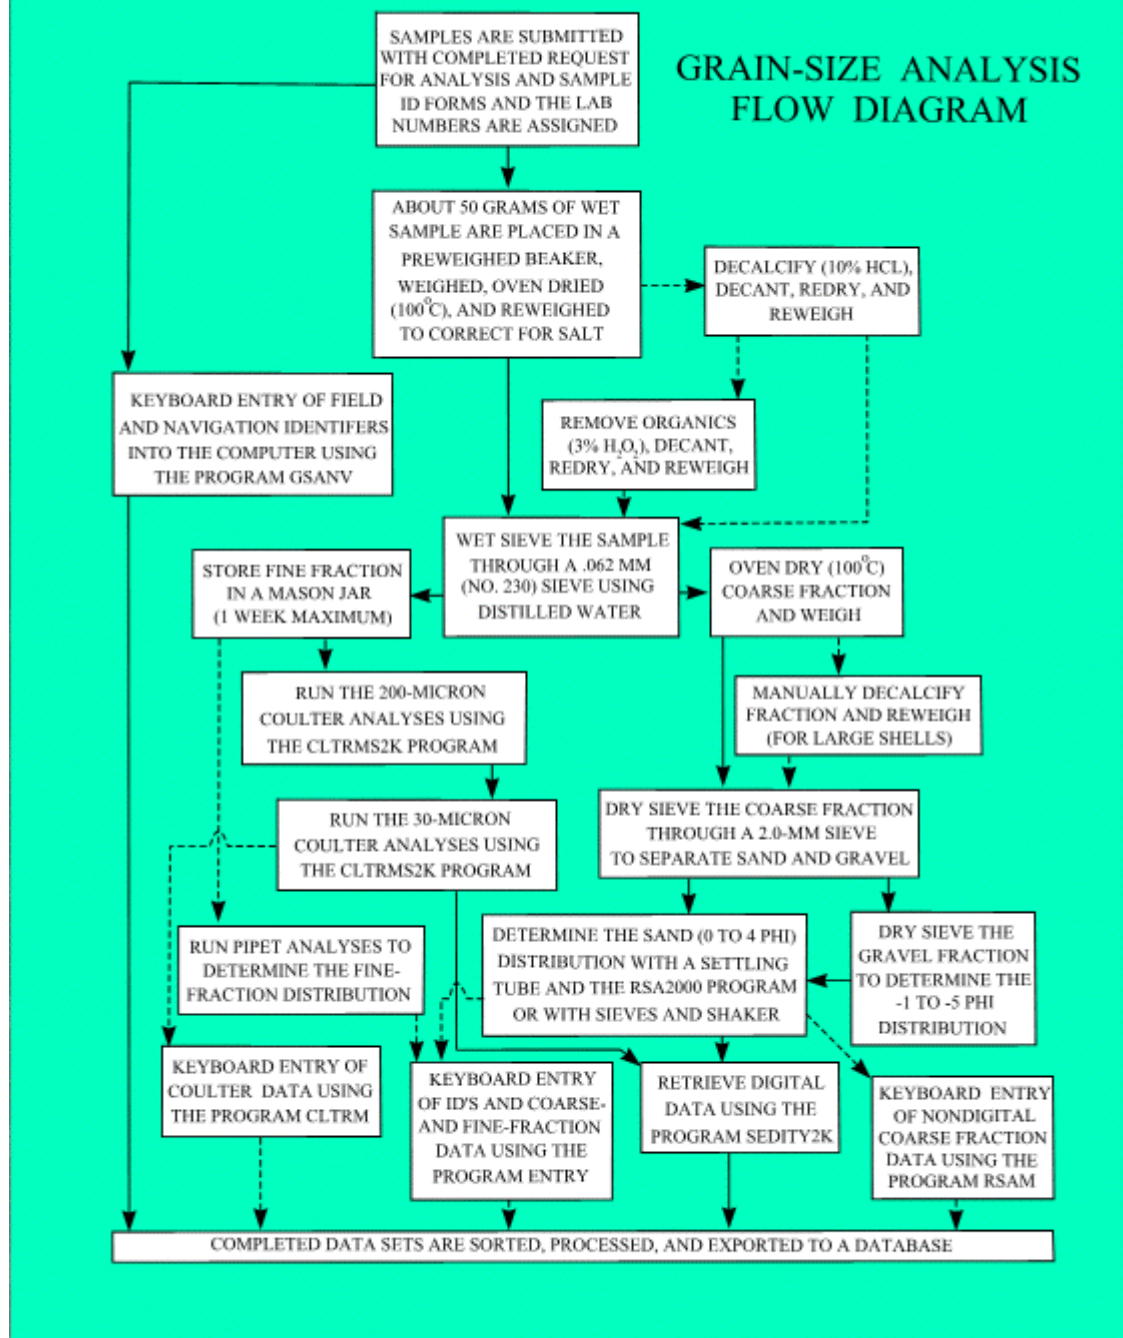 GRAIN-SIZE ANALYSIS
FLOW DIAGRAM
SAMPLES ARE SUBMITTED
WITH COMPLETED REQUEST
FOR ANALYSIS AND SAMPLE
ID FORMS AND THE LAB
NUMBERS ARE ASSIGNED
ABOUT 50 GRAMS OF WET
SAMPLE ARE PLACED IN A
PREWEIGHED BEAKER,
WEIGHED, OVEN DRIED
(100°C), AND REWEIGHED
TO CORRECT FOR SALT
DECALCIFY (10% HCL),
DECANT, REDRY, AND
REWEIGH
KEYBOARD ENTRY OF FIELD
AND NAVIGATION IDENTIFERS
INTO THE COMPUTER USING
THE PROGRAM GSANV
REMOVE ORGANICS
(3% H₂O₂), DECANT,
REDRY, AND REWEIGH
WET SIEVE THE SAMPLE
THROUGH A .062 MM
(NO. 230) SIEVE USING
DISTILLED WATER
STORE FINE FRACTION
IN A MASON JAR
(1 WEEK MAXIMUM)
OVEN DRY (100°C)
COARSE FRACTION
AND WEIGH
RUN THE 200-MICRON
COULTER ANALYSES USING
THE CLTRMS2K PROGRAM
MANUALLY DECALCIFY
FRACTION AND REWEIGH
(FOR LARGE SHELLS)
RUN THE 30-MICRON
COULTER ANALYSES USING
THE CLTRMS2K PROGRAM
DRY SIEVE THE COARSE FRACTION
THROUGH A 2.0-MM SIEVE
TO SEPARATE SAND AND GRAVEL
RUN PIPET ANALYSES TO
DETERMINE THE FINE-
FRACTION DISTRIBUTION
DETERMINE THE SAND (0 TO 4 PHI)
DISTRIBUTION WITH A SETTLING
TUBE AND THE RSA2000 PROGRAM
OR WITH SIEVES AND SHAKER
DRY SIEVE THE
GRAVEL FRACTION
TO DETERMINE THE
-1 TO -5 PHI
DISTRIBUTION
KEYBOARD ENTRY OF
COULTER DATA USING
THE PROGRAM CLTRM
KEYBOARD ENTRY
OF ID'S AND COARSE-
AND FINE-FRACTION
DATA USING THE
PROGRAM ENTRY
RETRIEVE DIGITAL
DATA USING THE
PROGRAM SEDITY2K
KEYBOARD ENTRY
OF NONDIGITAL
COARSE FRACTION
DATA USING THE
PROGRAM RSAM
COMPLETED DATA SETS ARE SORTED, PROCESSED, AND EXPORTED TO A DATABASE